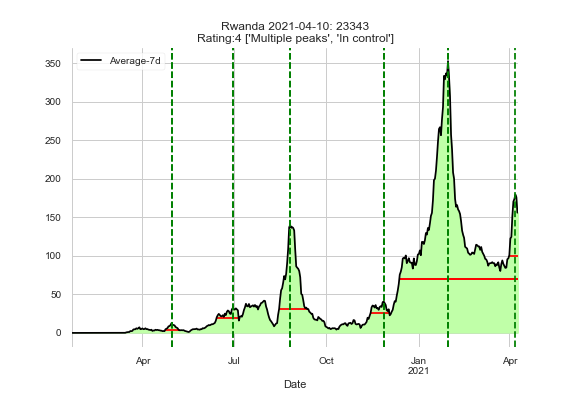 Rwanda 2021-04-10: 23343
Rating:4 ['Multiple peaks', 'In control']
Average-7d
350
300
250
200
150
100
50
0
Apr
Jul
Oct
Jan
2021
Apr
Date